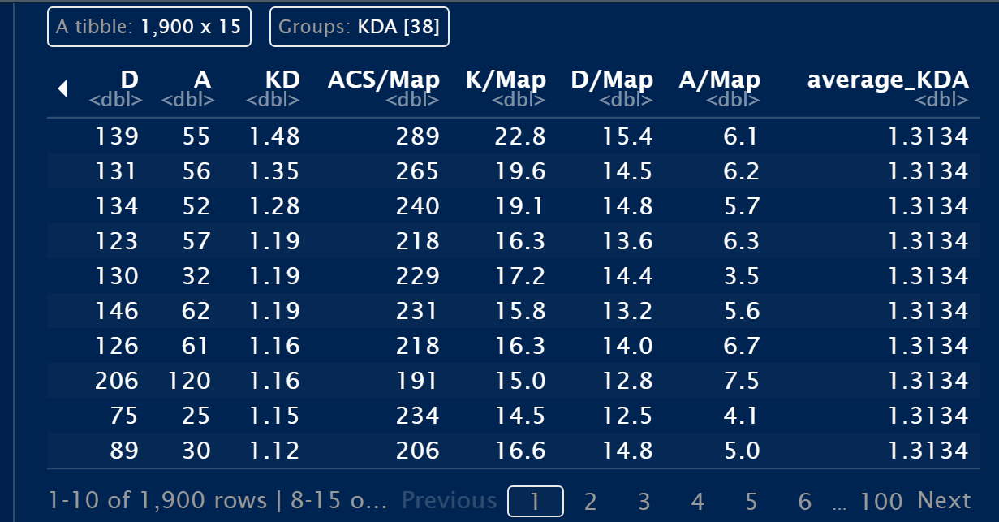 A tibble: 1,900 x 15 Groups: KDA [38]
D A KD ACS/Map K/Map D/Map A/Map average_KDA
<dbl> <dbl> <dbl> <dbl> <dbl> <dbl> <dbl> <dbl>
139 55 1.48 289 22.8 15.4 6.1 1.3134
131 56 1.35 265 19.6 14.5 6.2 1.3134
134 52 1.28 240 19.1 14.8 5.7 1.3134
123 57 1.19 218 16.3 13.6 6.3 1.3134
130 32 1.19 229 17.2 14.4 3.5 1.3134
146 62 1.19 231 15.8 13.2 5.6 1.3134
126 61 1.16 218 16.3 14.0 6.7 1.3134
206 120 1.16 191 15.0 12.8 7.5 1.3134
75 25 1.15 234 14.5 12.5 4.1 1.3134
89 30 1.12 206 16.6 14.8 5.0 1.3134
1-10 of 1,900 rows | 8-15 o... Previous 1 2 3 4 5 6 ... 100 Next